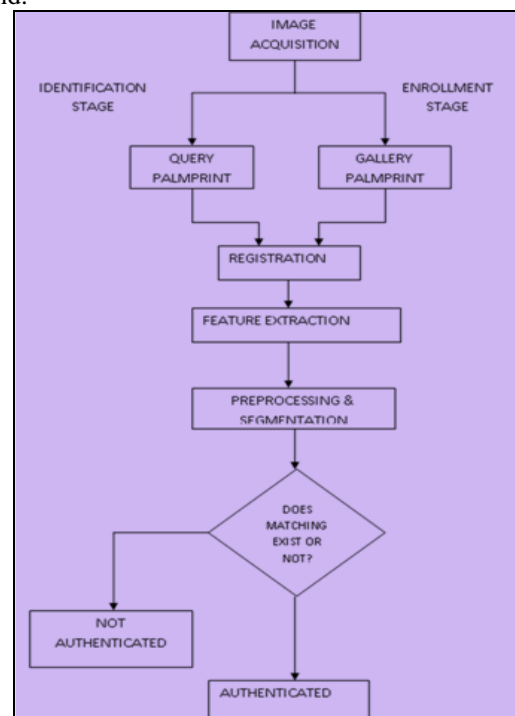 IMAGE
ACQUISITION
IDENTIFICATION
STAGE
ENROLLMENT
STAGE
QUERY
PALMPRINT
GALLERY
PALMPRINT
REGISTRATION
FEATURE EXTRACTION
PREPROCESSING &
SEGMENTATION
DOES
MATCHING
EXIST OR
NOT?
NOT
AUTHENTICATED
AUTHENTICATED